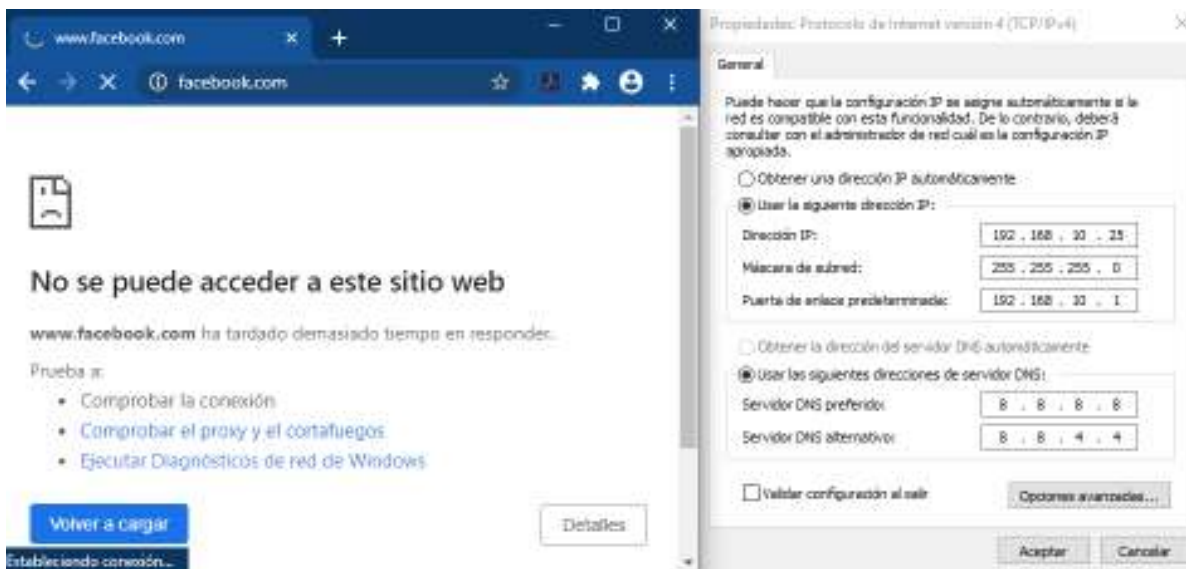 www.facebook.com
facebook.com
No se puede acceder a este sitio web
www.facebook.com ha tardado demasiado tiempo en responder.
Prueba a:
Comprobar la conexión
Comprobar el proxy y el cortafuegos
Ejecutar Diagnósticos de red de Windows
Volver a cargar
Detalles
Estableciendo conexión...
Propiedades: Protocolo de Internet versión 4 (TCP/IPv4)
General
Puede hacer que la configuración IP se asigne automáticamente si la
red es compatible con esta funcionalidad. De lo contrario, deberá
consultar con el administrador de red cuál es la configuración IP
apropiada.
Obtener una dirección IP automáticamente
Usar la siguiente dirección IP:
Dirección IP: 192 . 168 . 10 . 25
Máscara de subred: 255 . 255 . 255 . 0
Puerta de enlace predeterminada: 192 . 168 . 10 . 1
Obtener la dirección del servidor DNS automáticamente
Usar las siguientes direcciones de servidor DNS:
Servidor DNS preferido: 8 . 8 . 8 . 8
Servidor DNS alternativo: 8 . 8 . 4 . 4
Validar configuración al salir
Opciones avanzadas...
Aceptar
Cancelar